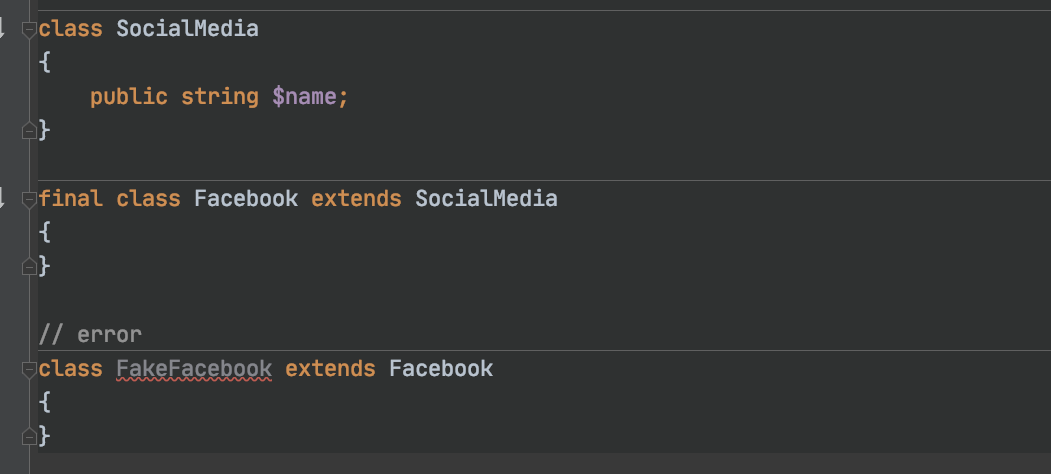 class SocialMedia
{
    public string $name;
}
final class Facebook extends SocialMedia
{
}
// error
class FakeFacebook extends Facebook
{
}